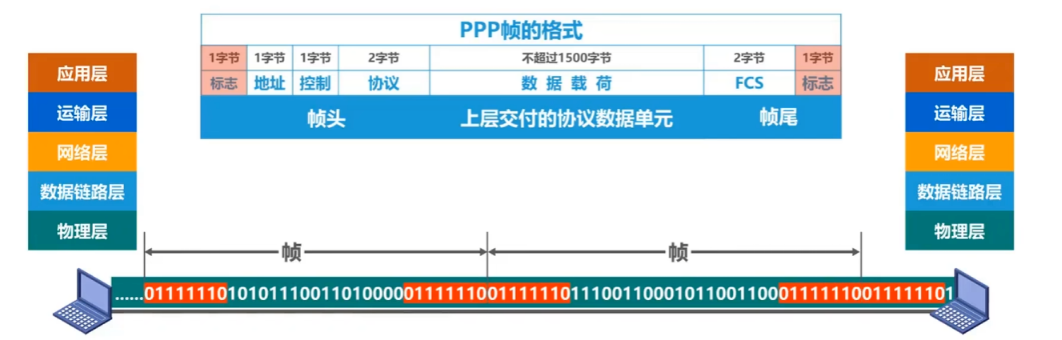 PPP帧的格式
1字节 1字节 1字节 2字节 不超过1500字节 2字节 1字节
标志 地址 控制 协议 数据载荷 FCS 标志
帧头 上层交付的协议数据单元 帧尾
应用层
运输层
网络层
数据链路层
物理层
应用层
运输层
网络层
数据链路层
物理层
帧 帧
……011111101010111001101000001111110011111101110011000101100110001111110011111101